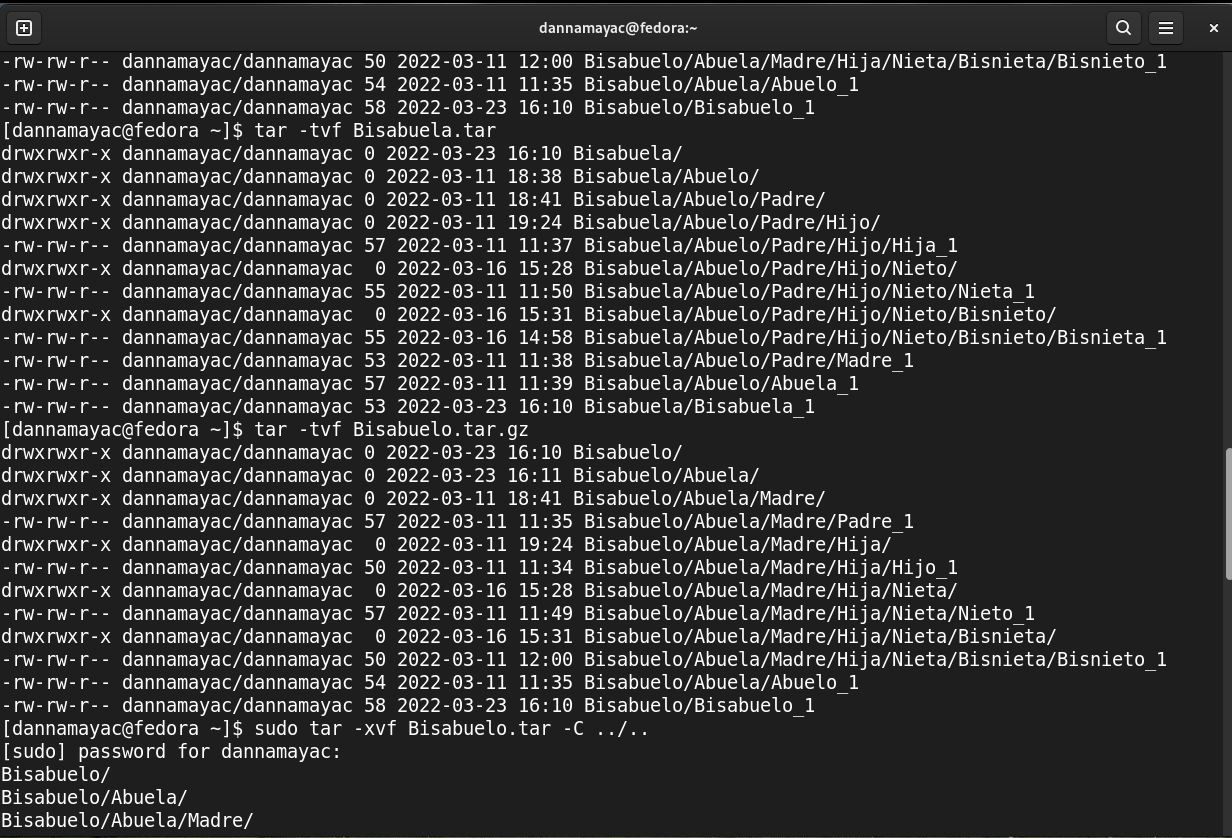 dannamayac@fedora:~
-rw-rw-r-- dannamayac/dannamayac 50 2022-03-11 12:00 Bisabuelo/Abuela/Madre/Hija/Nieta/Bisnieta/Bisnieto_1
-rw-rw-r-- dannamayac/dannamayac 54 2022-03-11 11:35 Bisabuelo/Abuela/Abuelo_1
-rw-rw-r-- dannamayac/dannamayac 58 2022-03-23 16:10 Bisabuelo/Bisabuelo_1
[dannamayac@fedora ~]$ tar -tvf Bisabuela.tar
drwxrwxr-x dannamayac/dannamayac 0 2022-03-23 16:10 Bisabuela/
drwxrwxr-x dannamayac/dannamayac 0 2022-03-11 18:38 Bisabuela/Abuelo/
drwxrwxr-x dannamayac/dannamayac 0 2022-03-11 18:41 Bisabuela/Abuelo/Padre/
drwxrwxr-x dannamayac/dannamayac 0 2022-03-11 19:24 Bisabuela/Abuelo/Padre/Hijo/
-rw-rw-r-- dannamayac/dannamayac 57 2022-03-11 11:37 Bisabuela/Abuelo/Padre/Hijo/Hija_1
drwxrwxr-x dannamayac/dannamayac  0 2022-03-16 15:28 Bisabuela/Abuelo/Padre/Hijo/Nieto/
-rw-rw-r-- dannamayac/dannamayac 55 2022-03-11 11:50 Bisabuela/Abuelo/Padre/Hijo/Nieto/Nieta_1
drwxrwxr-x dannamayac/dannamayac  0 2022-03-16 15:31 Bisabuela/Abuelo/Padre/Hijo/Nieto/Bisnieto/
-rw-rw-r-- dannamayac/dannamayac 55 2022-03-16 14:58 Bisabuela/Abuelo/Padre/Hijo/Nieto/Bisnieto/Bisnieta_1
-rw-rw-r-- dannamayac/dannamayac 53 2022-03-11 11:38 Bisabuela/Abuelo/Padre/Madre_1
-rw-rw-r-- dannamayac/dannamayac 57 2022-03-11 11:39 Bisabuela/Abuelo/Abuela_1
-rw-rw-r-- dannamayac/dannamayac 53 2022-03-23 16:10 Bisabuela/Bisabuela_1
[dannamayac@fedora ~]$ tar -tvf Bisabuelo.tar.gz
drwxrwxr-x dannamayac/dannamayac 0 2022-03-23 16:10 Bisabuelo/
drwxrwxr-x dannamayac/dannamayac 0 2022-03-23 16:11 Bisabuelo/Abuela/
drwxrwxr-x dannamayac/dannamayac 0 2022-03-11 18:41 Bisabuelo/Abuela/Madre/
-rw-rw-r-- dannamayac/dannamayac 57 2022-03-11 11:35 Bisabuelo/Abuela/Madre/Padre_1
drwxrwxr-x dannamayac/dannamayac  0 2022-03-11 19:24 Bisabuelo/Abuela/Madre/Hija/
-rw-rw-r-- dannamayac/dannamayac 50 2022-03-11 11:34 Bisabuelo/Abuela/Madre/Hija/Hijo_1
drwxrwxr-x dannamayac/dannamayac  0 2022-03-16 15:28 Bisabuelo/Abuela/Madre/Hija/Nieta/
-rw-rw-r-- dannamayac/dannamayac 57 2022-03-11 11:49 Bisabuelo/Abuela/Madre/Hija/Nieta/Nieto_1
drwxrwxr-x dannamayac/dannamayac  0 2022-03-16 15:31 Bisabuelo/Abuela/Madre/Hija/Nieta/Bisnieta/
-rw-rw-r-- dannamayac/dannamayac 50 2022-03-11 12:00 Bisabuelo/Abuela/Madre/Hija/Nieta/Bisnieta/Bisnieto_1
-rw-rw-r-- dannamayac/dannamayac 54 2022-03-11 11:35 Bisabuelo/Abuela/Abuelo_1
-rw-rw-r-- dannamayac/dannamayac 58 2022-03-23 16:10 Bisabuelo/Bisabuelo_1
[dannamayac@fedora ~]$ sudo tar -xvf Bisabuelo.tar -C ../..
[sudo] password for dannamayac:
Bisabuelo/
Bisabuelo/Abuela/
Bisabuelo/Abuela/Madre/